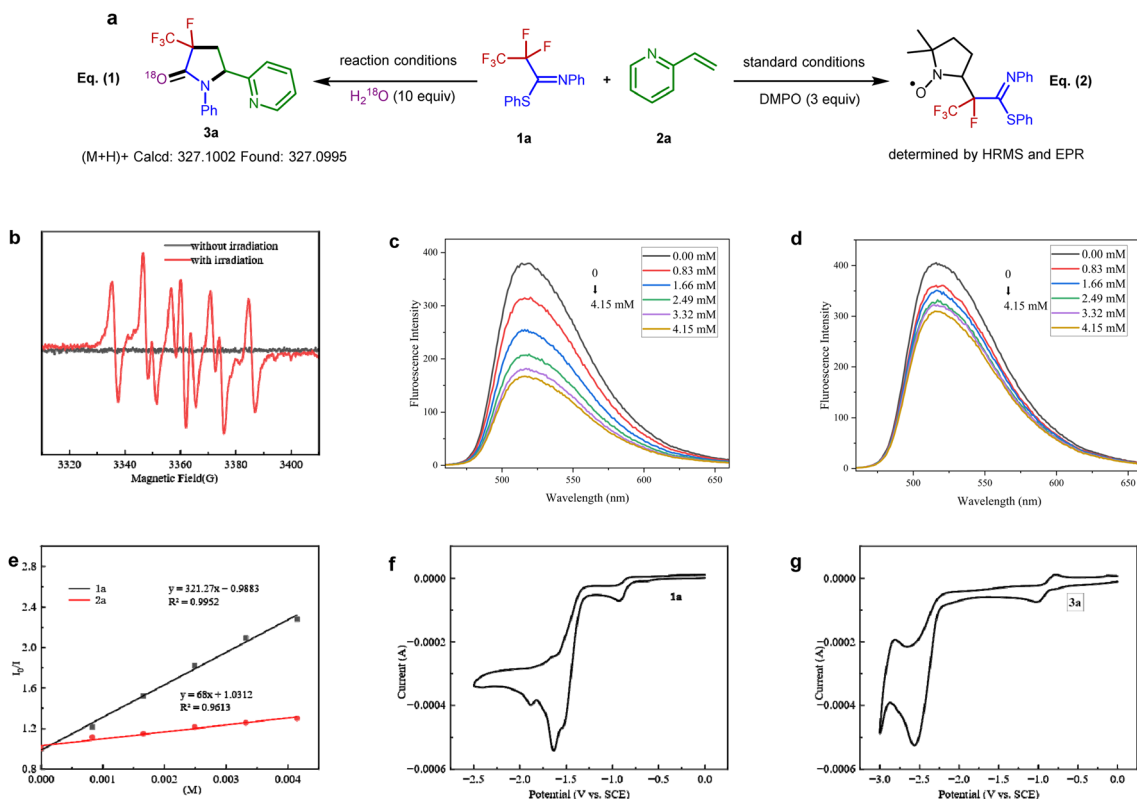 a
Eq. (1)
F
F3C
18O
N
Ph
N
3a
(M+H)+ Calcd: 327.1002 Found: 327.0995
reaction conditions
H218O (10 equiv)
F
F
F3C
NPh
PhS
1a
+
N
2a
standard conditions
DMPO (3 equiv)
N
•O
NPh
F3C
F
SPh
Eq. (2)
determined by HRMS and EPR
b
without irradiation
with irradiation
3320 3340 3360 3380 3400
Magnetic Field(G)
c
400
300
200
100
0
Fluroescence Intensity
0.00 mM
0.83 mM
1.66 mM
2.49 mM
3.32 mM
4.15 mM
0
4.15 mM
500 550 600 650
Wavelength (nm)
d
400
300
200
100
0
Fluroescence Intensity
0.00 mM
0.83 mM
1.66 mM
2.49 mM
3.32 mM
4.15 mM
0
4.15 mM
500 550 600 650
Wavelength (nm)
e
2.8
2.4
2.0
1.6
1.2
0.8
I0/I
1a
2a
y = 321.27x − 0.9883
R² = 0.9952
y = 68x + 1.0312
R² = 0.9613
0.000 0.001 0.002 0.003 0.004
(M)
f
0.0000
−0.0002
−0.0004
−0.0006
Current (A)
1a
−2.5 −2.0 −1.5 −1.0 −0.5 0.0
Potential (V vs. SCE)
g
0.0000
−0.0002
−0.0004
−0.0006
Current (A)
3a
−3.0 −2.5 −2.0 −1.5 −1.0 −0.5 0.0
Potential (V vs. SCE)